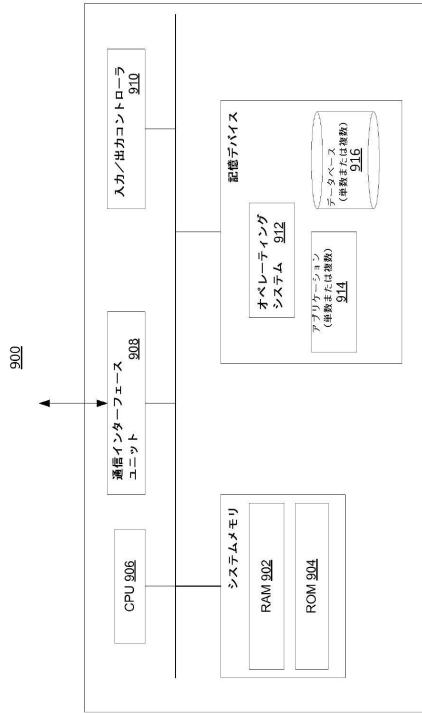 900
CPU 906
通信インターフェース
ユニット 908
入力／出力コントローラ
910
システムメモリ
RAM 902
ROM 904
記憶デバイス
オペレーティング
システム 912
アプリケーション
(単数または複数)
914
データベース
(単数または複数)
916